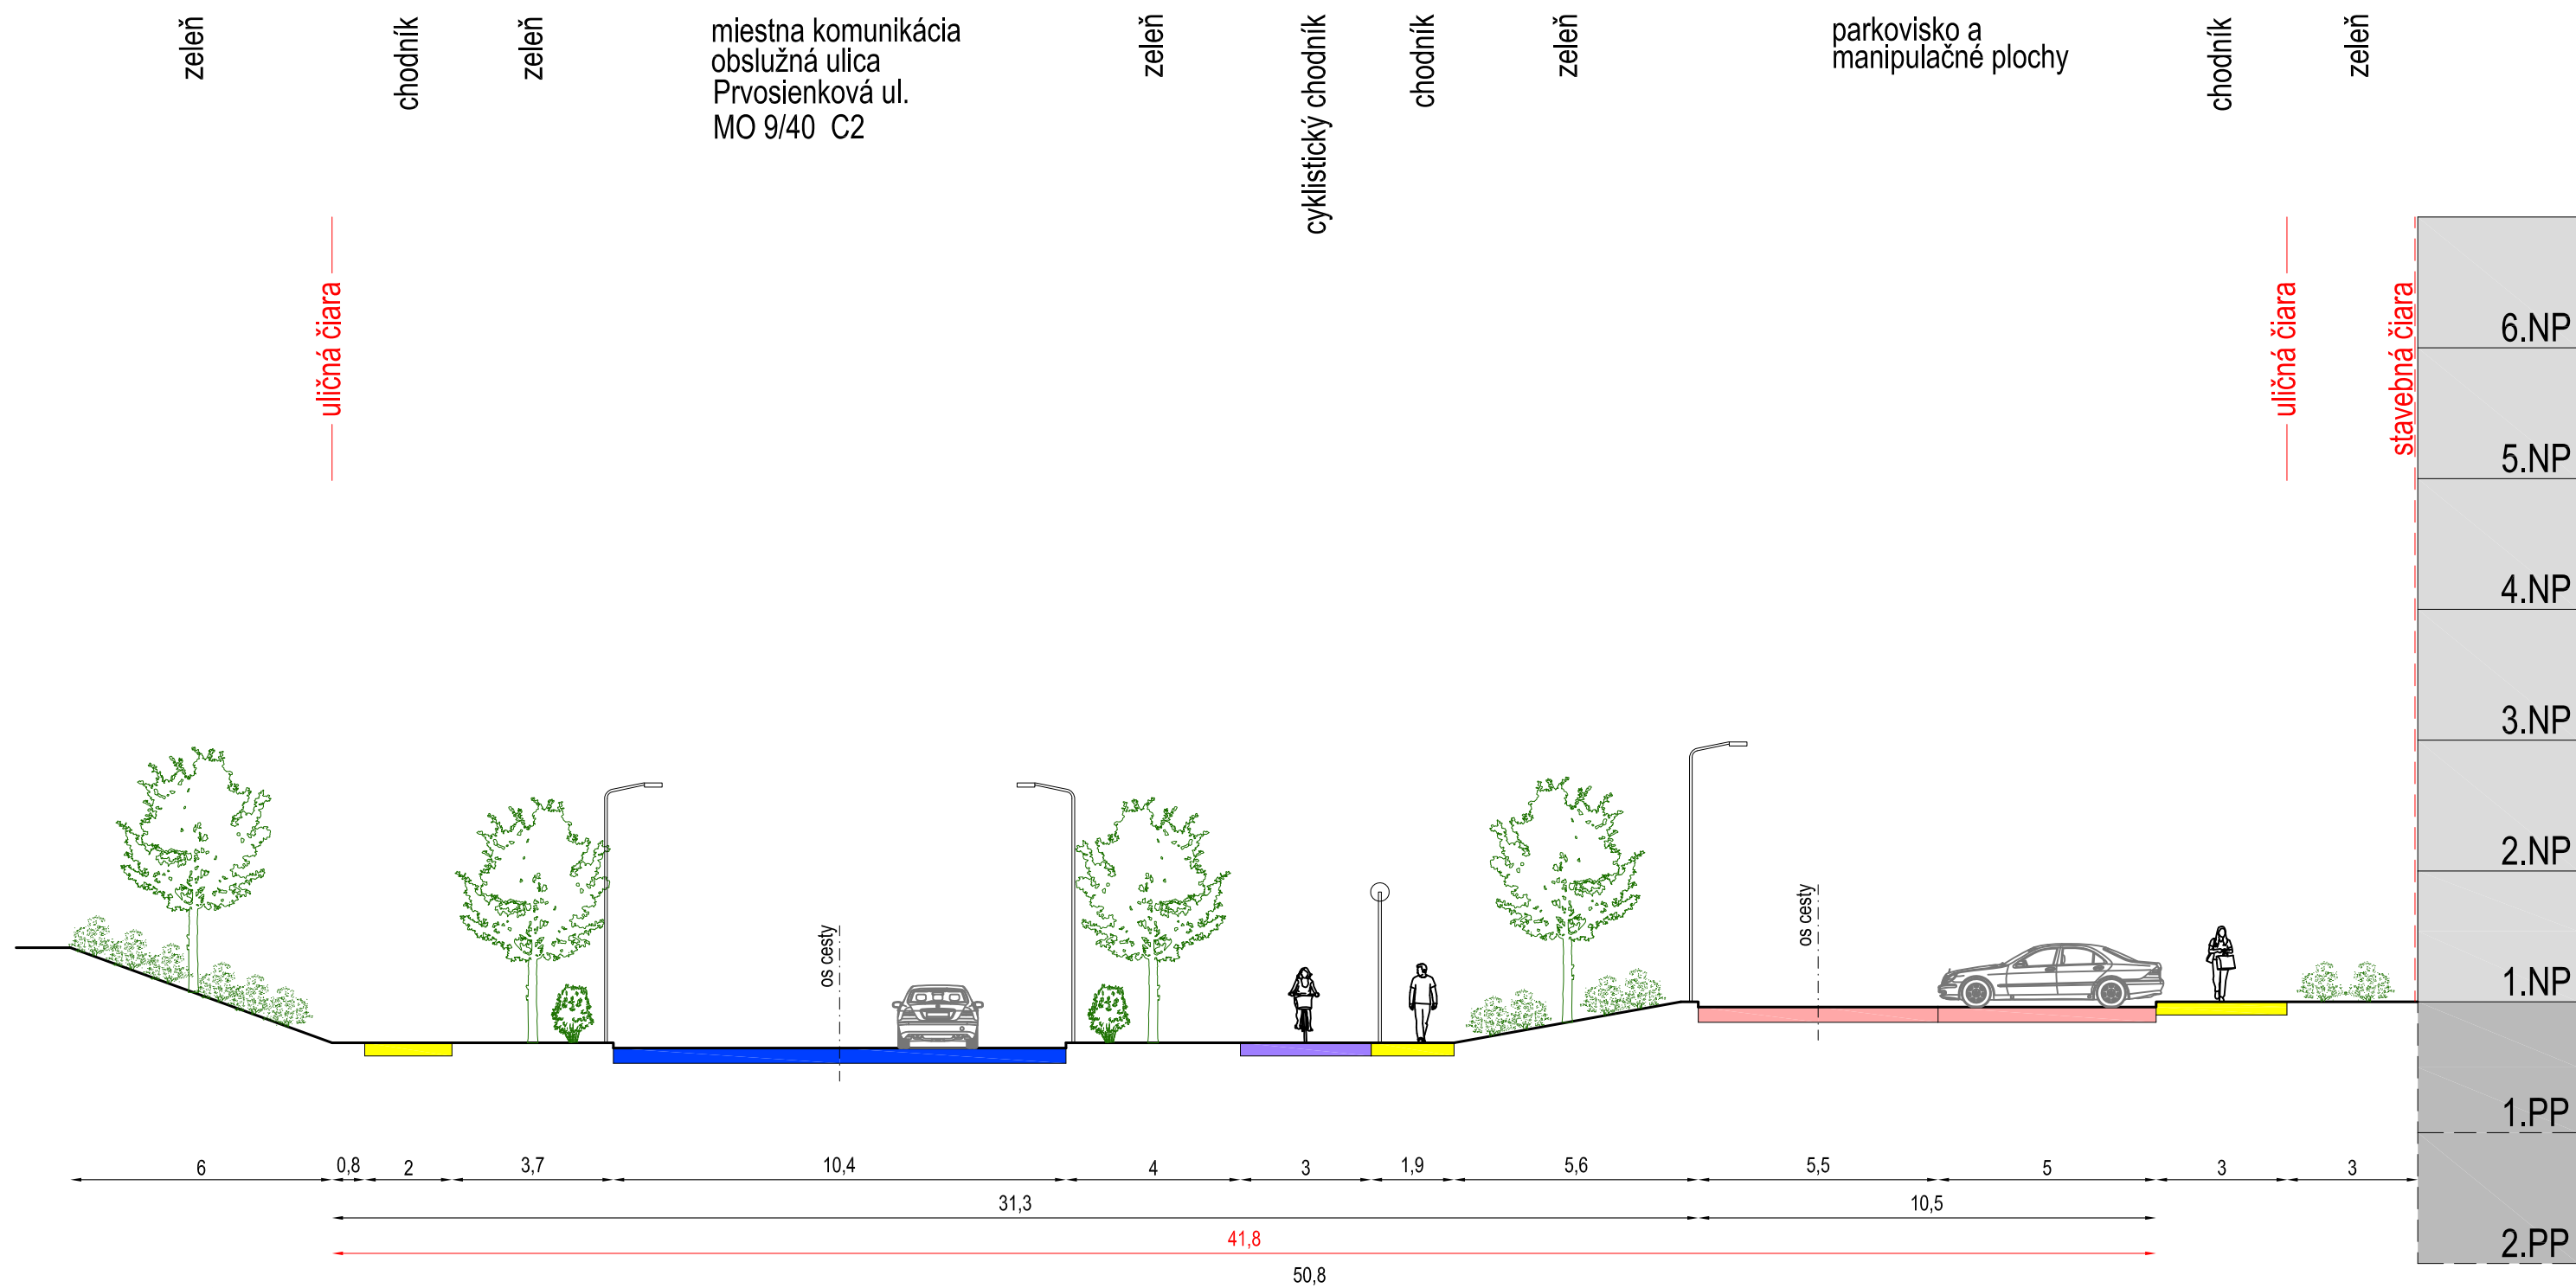 zeleň
chodník
zeleň
miestna komunikácia
obslužná ulica
Prvosienková ul.
MO 9/40 C2
zeleň
cyklistický chodník
chodník
zeleň
parkovisko a
manipulačné plochy
chodník
zeleň
uličná čiara
uličná čiara
stavebná čiara
6.NP
5.NP
4.NP
3.NP
2.NP
1.NP
1.PP
2.PP
os cesty
os cesty
6
0,8
2
3,7
10,4
4
3
1,9
5,6
5,5
5
3
3
31,3
10,5
41,8
50,8